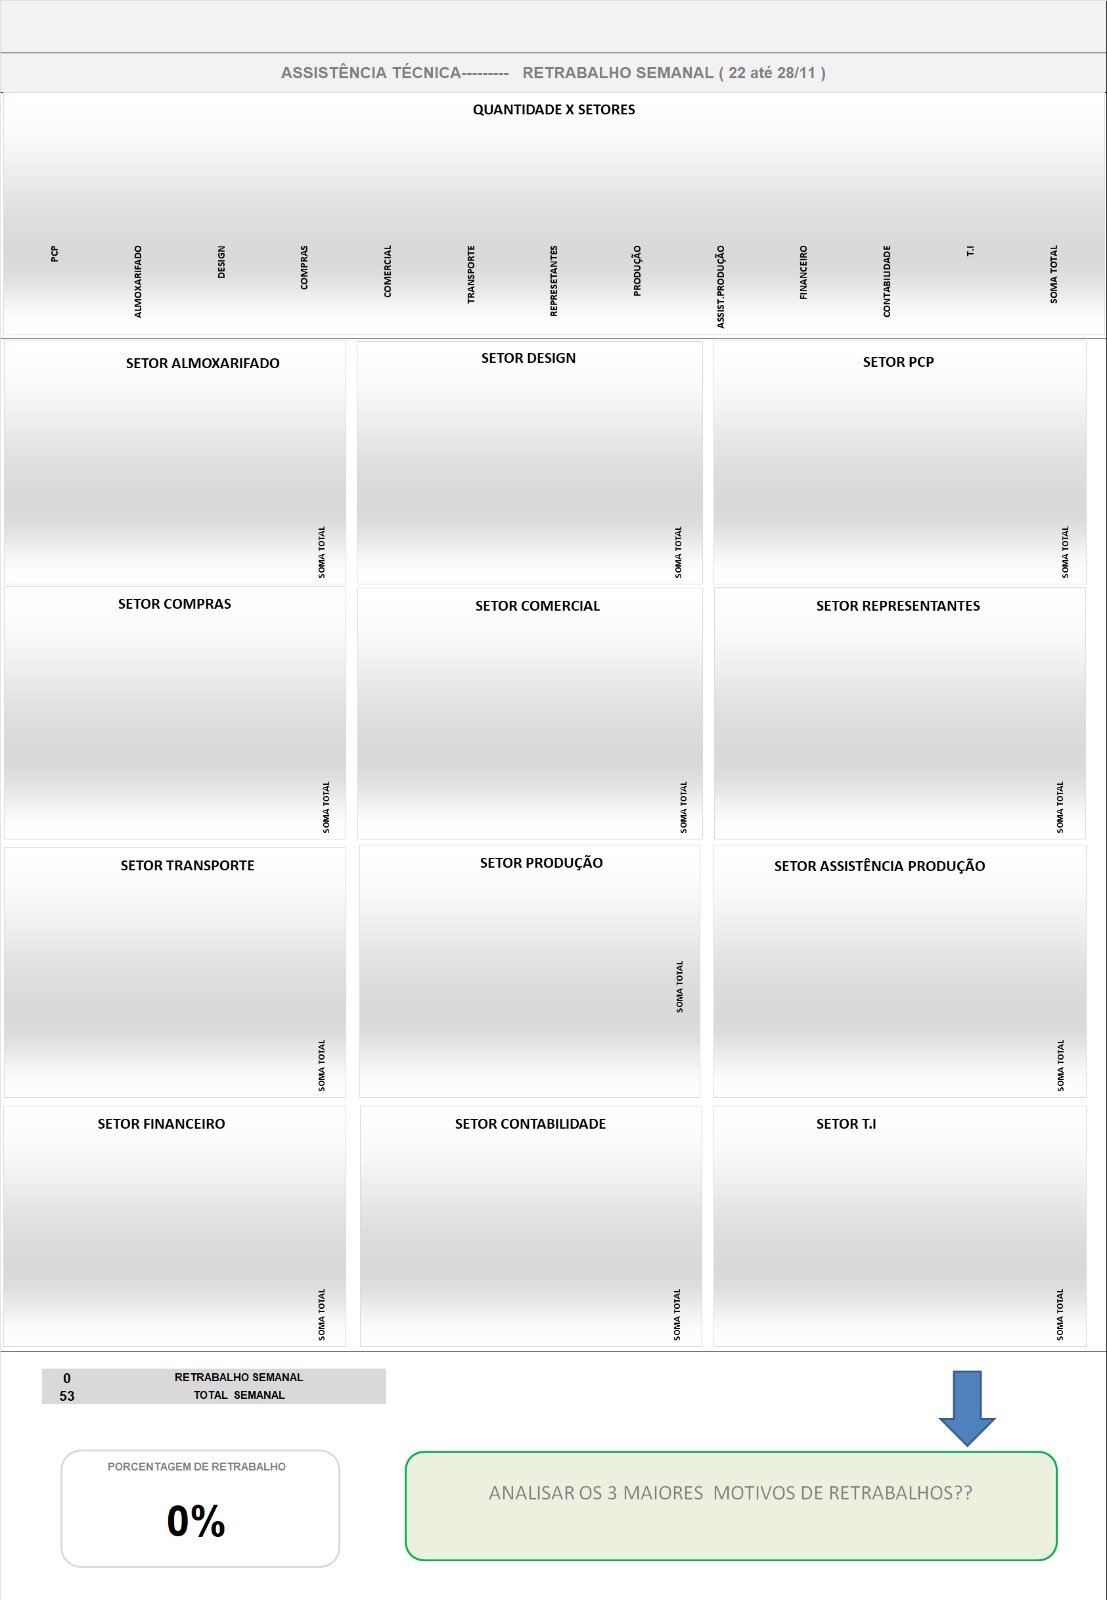 ASSISTÊNCIA TÉCNICA--------- RETRABALHO SEMANAL ( 22 até 28/11 )
QUANTIDADE X SETORES
PCP
ALMOXARIFADO
DESIGN
COMPRAS
COMERCIAL
TRANSPORTE
REPRESETANTES
PRODUÇÃO
ASSIST.PRODUÇÃO
FINANCEIRO
CONTABILIDADE
T.I
SOMA TOTAL
SETOR ALMOXARIFADO
SOMA TOTAL
SETOR DESIGN
SOMA TOTAL
SETOR PCP
SOMA TOTAL
SETOR COMPRAS
SOMA TOTAL
SETOR COMERCIAL
SOMA TOTAL
SETOR REPRESENTANTES
SOMA TOTAL
SETOR TRANSPORTE
SOMA TOTAL
SETOR PRODUÇÃO
SOMA TOTAL
SETOR ASSISTÊNCIA PRODUÇÃO
SOMA TOTAL
SETOR FINANCEIRO
SOMA TOTAL
SETOR CONTABILIDADE
SOMA TOTAL
SETOR T.I
SOMA TOTAL
0 RETRABALHO SEMANAL
53 TOTAL SEMANAL
PORCENTAGEM DE RETRABALHO
0%
ANALISAR OS 3 MAIORES MOTIVOS DE RETRABALHOS??